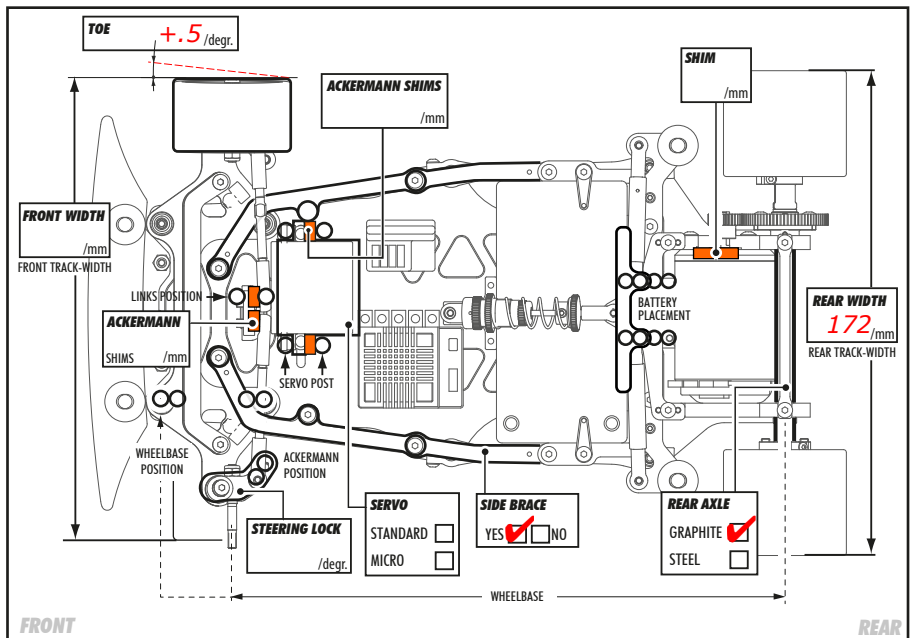 TOE
+.5 /degr.
ACKERMANN SHIMS
/mm
SHIM
/mm
FRONT WIDTH
/mm
FRONT TRACK-WIDTH
LINKS POSITION
ACKERMANN
SHIMS /mm
SERVO POST
BATTERY
PLACEMENT
REAR WIDTH
172 /mm
REAR TRACK-WIDTH
WHEELBASE
POSITION
ACKERMANN
POSITION
STEERING LOCK
/degr.
SERVO
STANDARD
MICRO
SIDE BRACE
YES NO
REAR AXLE
GRAPHITE
STEEL
WHEELBASE
FRONT
REAR